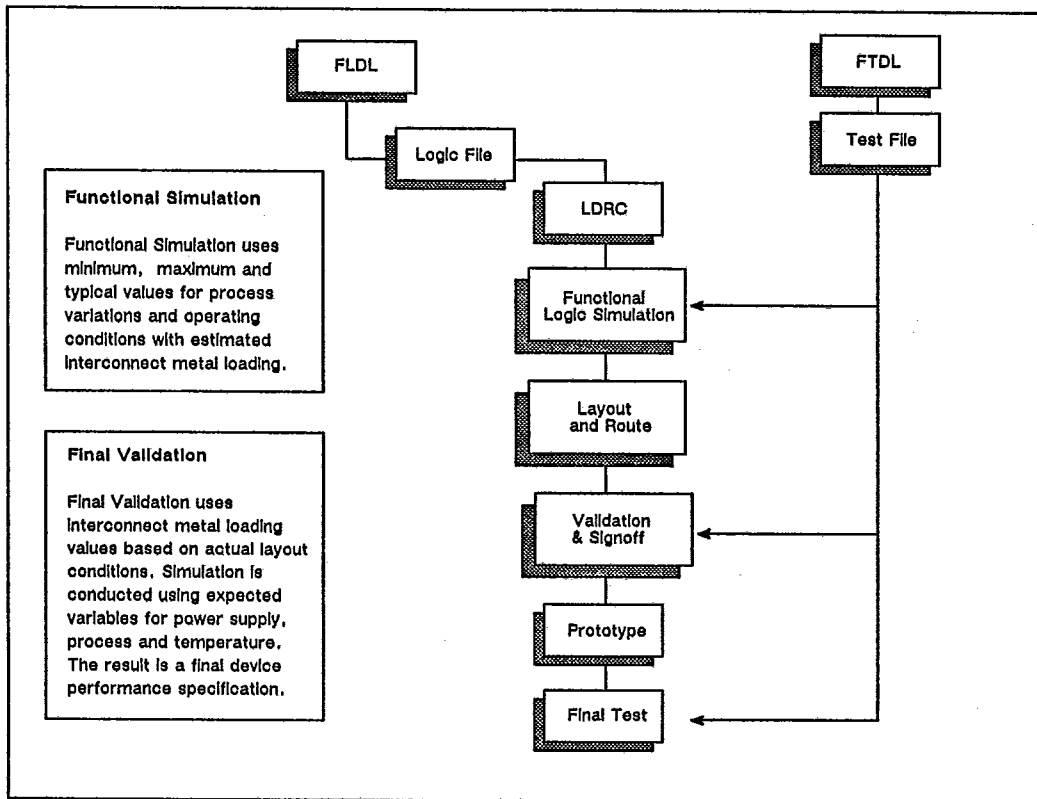 FLDL
FTDL
Logic File
Test File
LDRC
Functional
Logic Simulation
Layout
and Route
Validation
& Signoff
Prototype
Final Test
Functional Simulation
Functional Simulation uses
minimum, maximum and
typical values for process
variations and operating
conditions with estimated
interconnect metal loading.
Final Validation
Final Validation uses
interconnect metal loading
values based on actual layout
conditions. Simulation is
conducted using expected
variables for power supply,
process and temperature.
The result is a final device
performance specification.